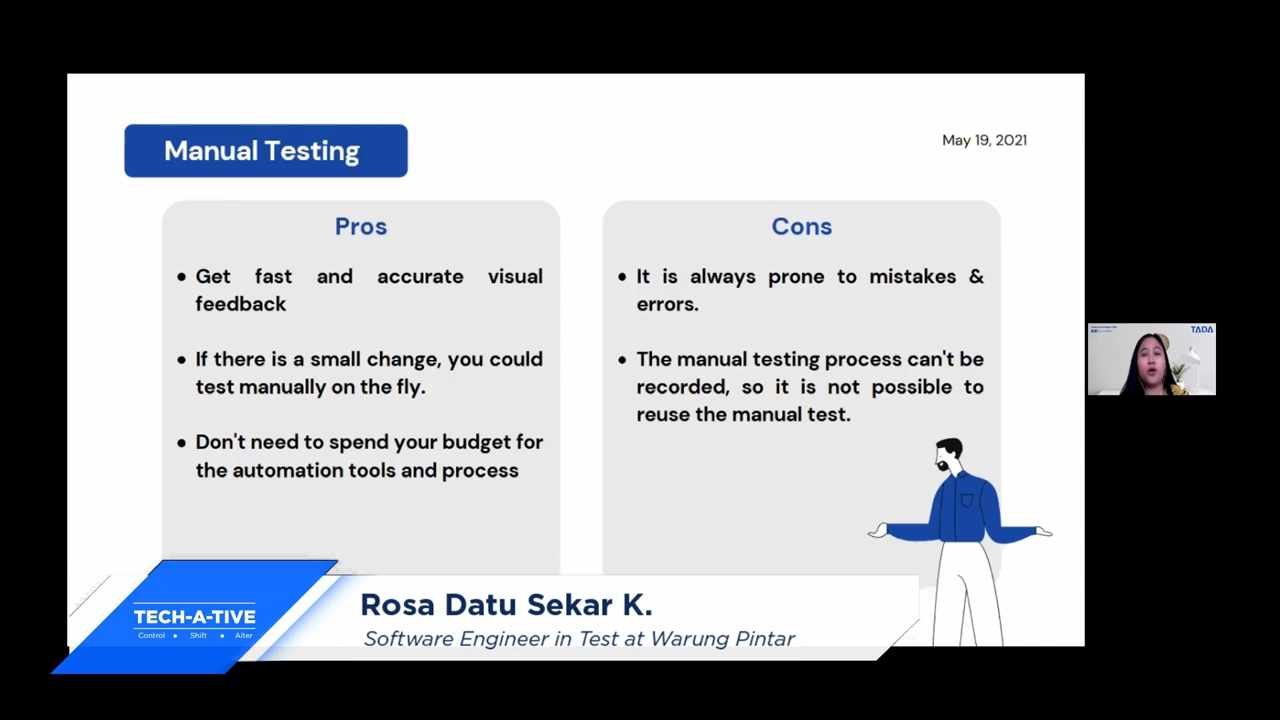 Manual Testing
May 19, 2021
Pros
• Get fast and accurate visual
feedback
• If there is a small change, you could
test manually on the fly.
• Don't need to spend your budget for
the automation tools and process
Cons
• It is always prone to mistakes &
errors.
• The manual testing process can't be
recorded, so it is not possible to
reuse the manual test.
TADA
TECH-A-TIVE
Control • Shift • Alter
Rosa Datu Sekar K.
Software Engineer in Test at Warung Pintar